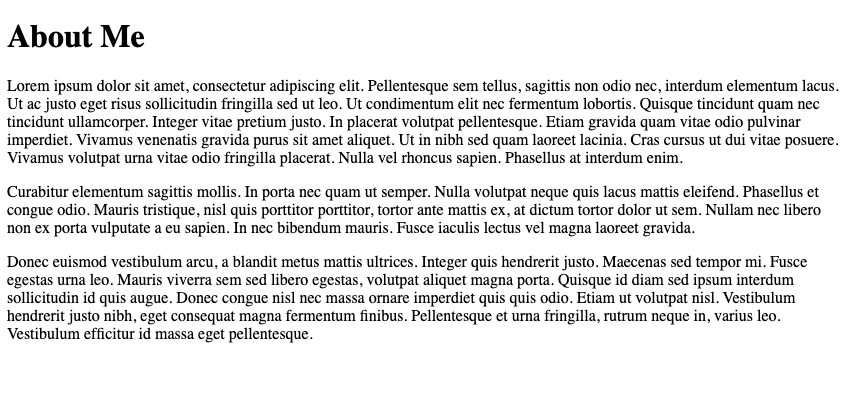 About Me
Lorem ipsum dolor sit amet, consectetur adipiscing elit. Pellentesque sem tellus, sagittis non odio nec, interdum elementum lacus.
Ut ac justo eget risus sollicitudin fringilla sed ut leo. Ut condimentum elit nec fermentum lobortis. Quisque tincidunt quam nec
tincidunt ullamcorper. Integer vitae pretium justo. In placerat volutpat pellentesque. Etiam gravida quam vitae odio pulvinar
imperdiet. Vivamus venenatis gravida purus sit amet aliquet. Ut in nibh sed quam laoreet lacinia. Cras cursus ut dui vitae posuere.
Vivamus volutpat urna vitae odio fringilla placerat. Nulla vel rhoncus sapien. Phasellus at interdum enim.
Curabitur elementum sagittis mollis. In porta nec quam ut semper. Nulla volutpat neque quis lacus mattis eleifend. Phasellus et
congue odio. Mauris tristique, nisl quis porttitor porttitor, tortor ante mattis ex, at dictum tortor dolor ut sem. Nullam nec libero
non ex porta vulputate a eu sapien. In nec bibendum mauris. Fusce iaculis lectus vel magna laoreet gravida.
Donec euismod vestibulum arcu, a blandit metus mattis ultrices. Integer quis hendrerit justo. Maecenas sed tempor mi. Fusce
egestas urna leo. Mauris viverra sem sed libero egestas, volutpat aliquet magna porta. Quisque id diam sed ipsum interdum
sollicitudin id quis augue. Donec congue nisl nec massa ornare imperdiet quis quis odio. Etiam ut volutpat nisl. Vestibulum
hendrerit justo nibh, eget consequat magna fermentum finibus. Pellentesque et urna fringilla, rutrum neque in, varius leo.
Vestibulum efficitur id massa eget pellentesque.